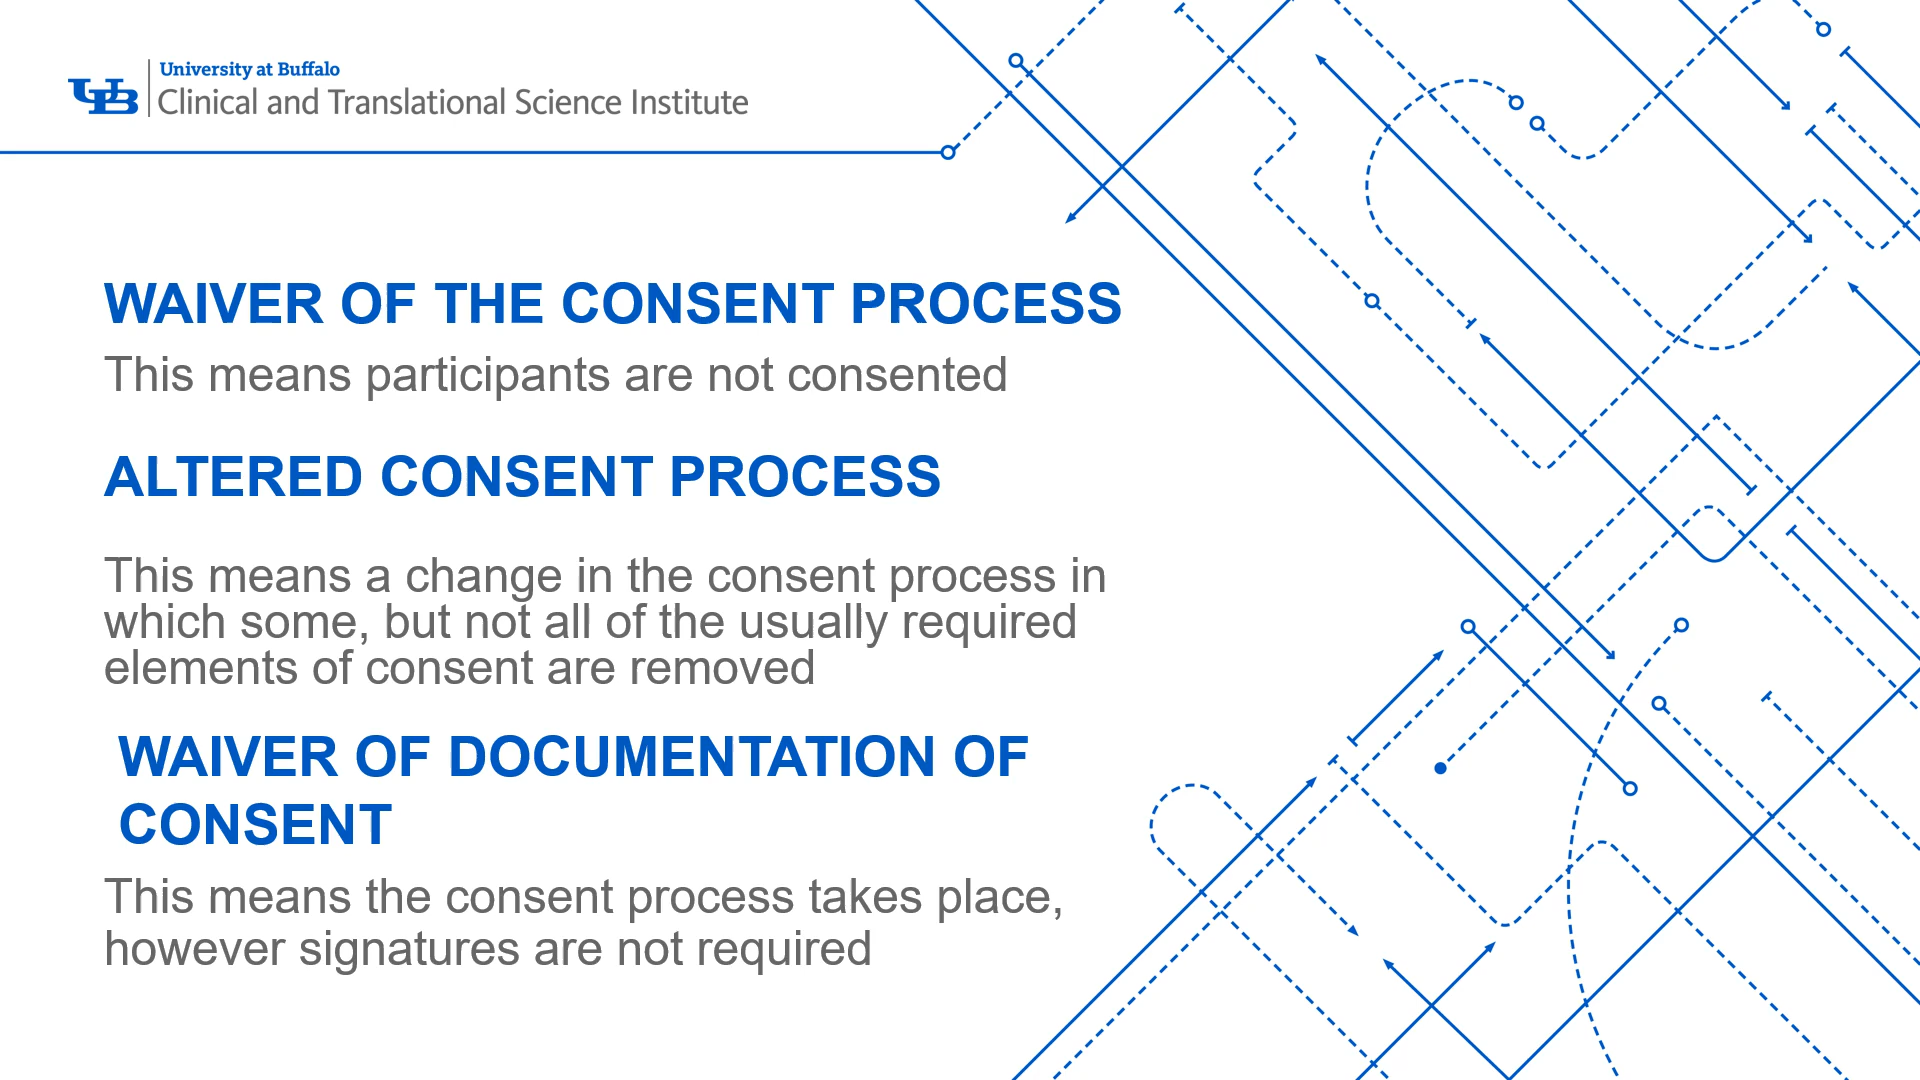 UB
University at Buffalo
Clinical and Translational Science Institute
WAIVER OF THE CONSENT PROCESS
This means participants are not consented
ALTERED CONSENT PROCESS
This means a change in the consent process in
which some, but not all of the usually required
elements of consent are removed
WAIVER OF DOCUMENTATION OF
CONSENT
This means the consent process takes place,
however signatures are not required